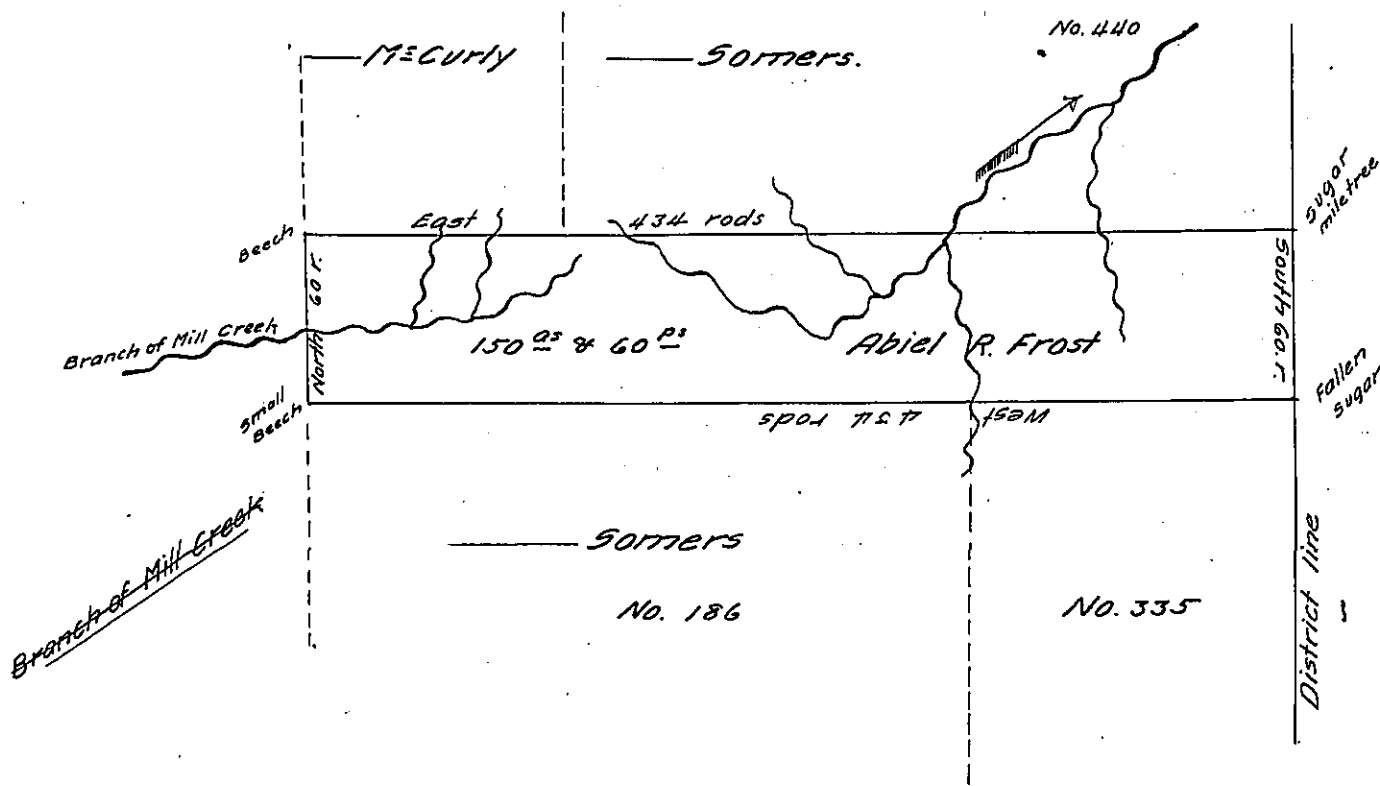 No. 440
McCurly
Somers.
Sugar
miletree
Beech
East
434 rods
North 60 r.
South 60. r.
Branch of Mill Creek
150 as & 60 ps
Abiel R. Frost
Small
Beech
Fallen
Sugar
West 434 rods
Branch of Mill Creek
Somers
No. 186
No. 335
District line